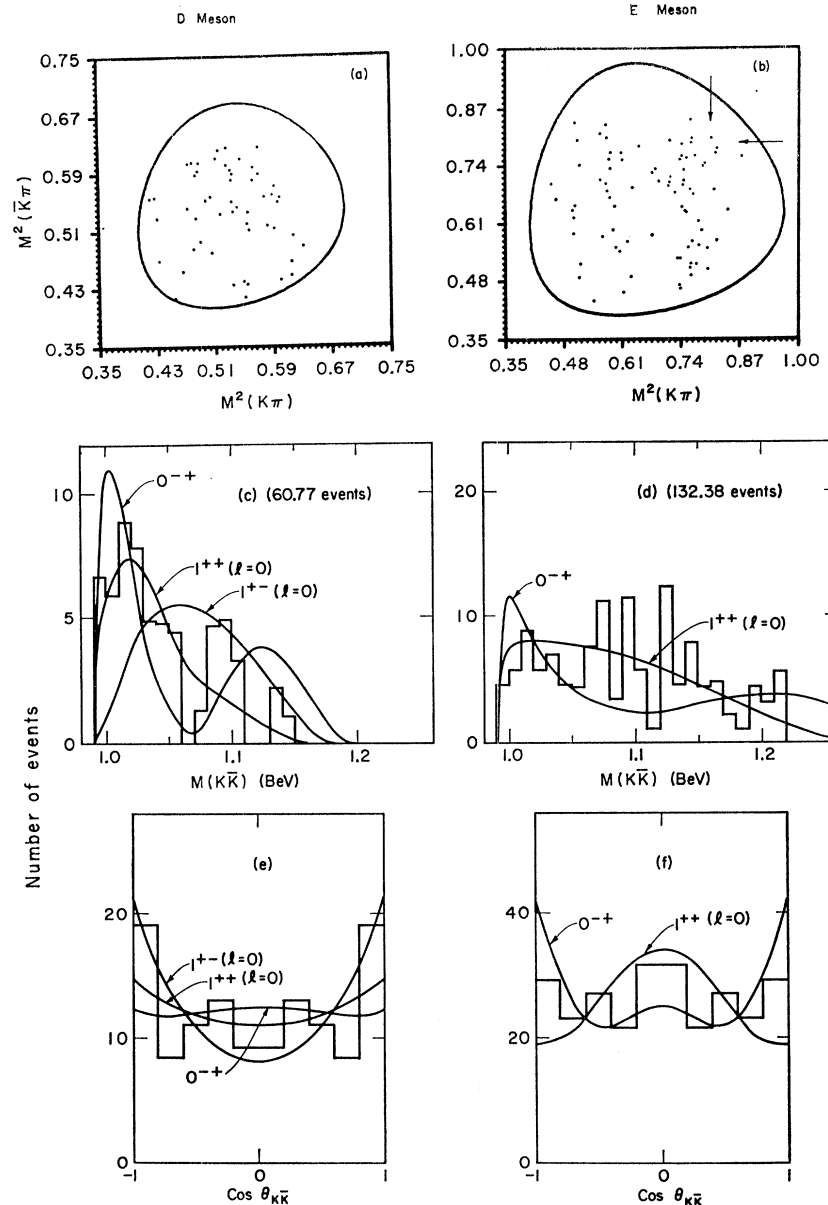 D Meson
E Meson
(a)
0.75
0.67
0.59
0.51
0.43
0.35
M²(K̄π)
0.35 0.43 0.51 0.59 0.67 0.75
M²(Kπ)
(b)
1.00
0.87
0.74
0.61
0.48
0.35
0.35 0.48 0.61 0.74 0.87 1.00
M²(Kπ)
Number of events
(c) (60.77 events)
10
5
0
0⁻⁺
1⁺⁺(ℓ=0)
1⁺⁻(ℓ=0)
1.0 1.1 1.2
M(KK̄) (BeV)
(d) (132.38 events)
20
10
0
0⁻⁺
1⁺⁺(ℓ=0)
1.0 1.1 1.2
M(KK̄) (BeV)
(e)
20
10
0
1⁺⁻(ℓ=0)
1⁺⁺(ℓ=0)
0⁻⁺
-1 0 1
Cos θKK̄
(f)
40
20
0
0⁻⁺
1⁺⁺(ℓ=0)
-1 0 1
Cos θKK̄